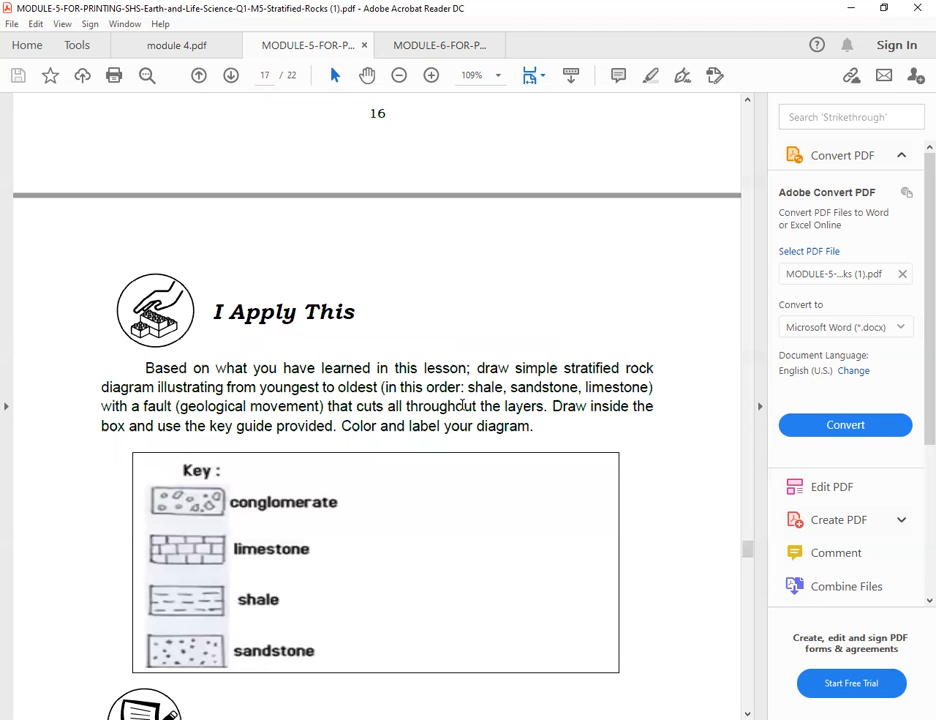 MODULE-5-FOR-PRINTING-SHS-Earth-and-Life-Science-Q1-M5-Stratified-Rocks (1).pdf - Adobe Acrobat Reader DC
File Edit View Sign Window Help
Home Tools module 4.pdf MODULE-5-FOR-P... × MODULE-6-FOR-P... Sign In
17 / 22 109%
16
Search 'Strikethrough'
Convert PDF
Adobe Convert PDF
Convert PDF Files to Word
or Excel Online
Select PDF File
MODULE-5-...ks (1).pdf
Convert to
Microsoft Word (*.docx)
Document Language:
English (U.S.) Change
Convert
Edit PDF
Create PDF
Comment
Combine Files
Create, edit and sign PDF
forms & agreements
Start Free Trial
I Apply This
Based on what you have learned in this lesson; draw simple stratified rock
diagram illustrating from youngest to oldest (in this order: shale, sandstone, limestone)
with a fault (geological movement) that cuts all throughout the layers. Draw inside the
box and use the key guide provided. Color and label your diagram.
Key :
conglomerate
limestone
shale
sandstone